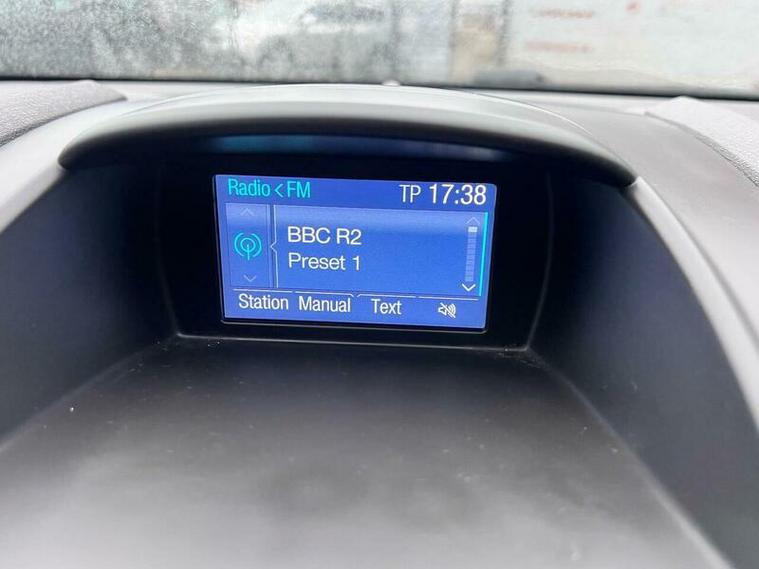 Radio < FM TP 17:38
BBC R2
Preset 1
Station Manual Text